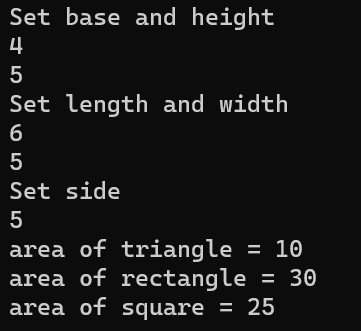 Set base and height
4
5
Set length and width
6
5
Set side
5
area of triangle = 10
area of rectangle = 30
area of square = 25